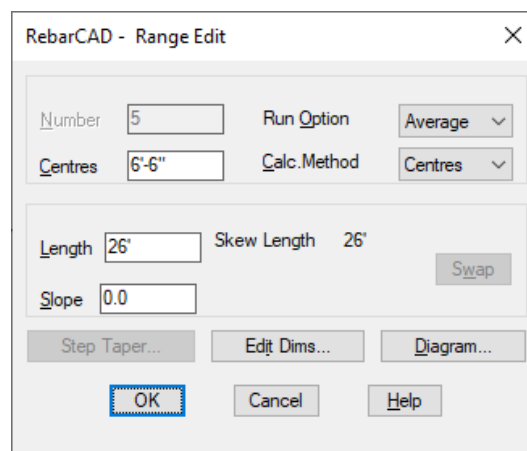 RebarCAD - Range Edit
Number 5 Run Option Average
Centres 6'-6" Calc.Method Centres
Length 26' Skew Length 26'
Swap
Slope 0.0
Step Taper... Edit Dims... Diagram...
OK Cancel Help